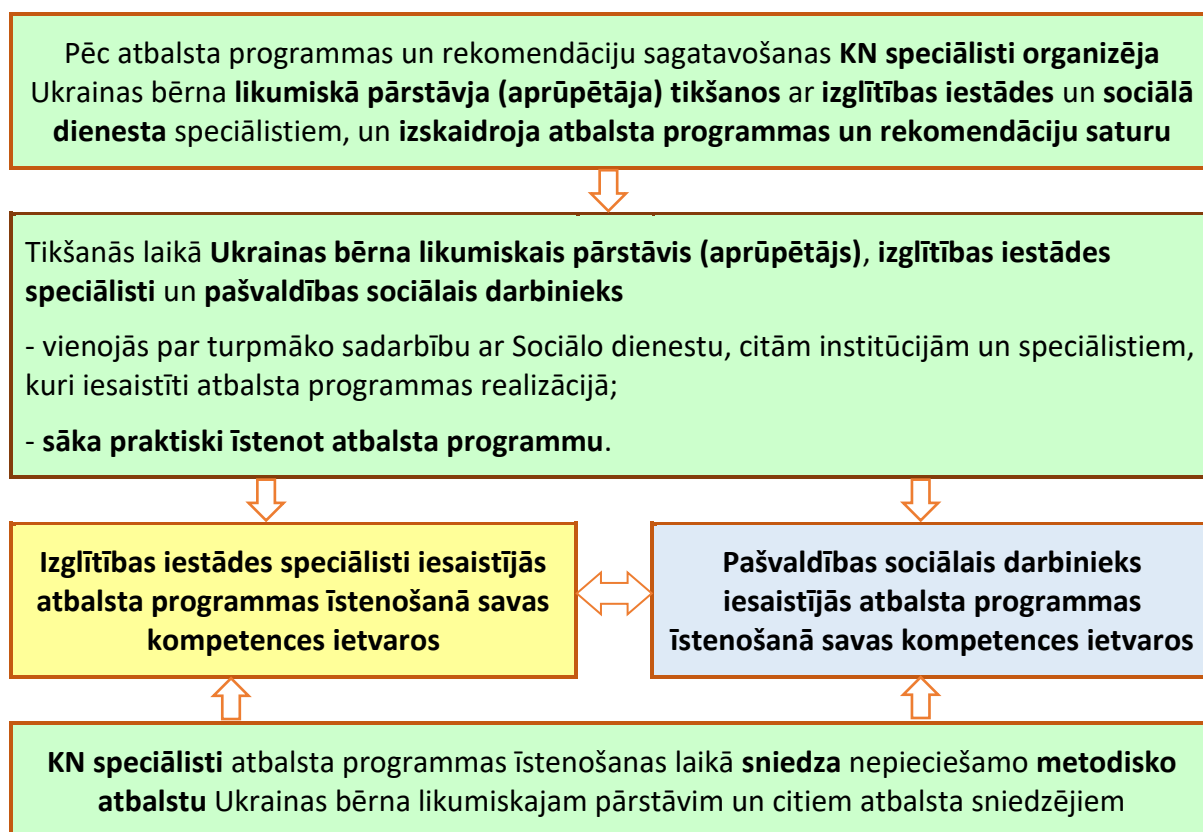 Pēc atbalsta programmas un rekomendāciju sagatavošanas KN speciālisti organizēja
Ukrainas bērna likumiskā pārstāvja (aprūpētāja) tikšanos ar izglītības iestādes un sociālā
dienesta speciālistiem, un izskaidroja atbalsta programmas un rekomendāciju saturu
Tikšanās laikā Ukrainas bērna likumiskais pārstāvis (aprūpētājs), izglītības iestādes
speciālisti un pašvaldības sociālais darbinieks
- vienojās par turpmāko sadarbību ar Sociālo dienestu, citām institūcijām un speciālistiem,
kuri iesaistīti atbalsta programmas realizācijā;
- sāka praktiski īstenot atbalsta programmu.
Izglītības iestādes speciālisti iesaistījās
atbalsta programmas īstenošanā savas
kompetences ietvaros
Pašvaldības sociālais darbinieks
iesaistījās atbalsta programmas
īstenošanā savas kompetences ietvaros
KN speciālisti atbalsta programmas īstenošanas laikā sniedza nepieciešamo metodisko
atbalstu Ukrainas bērna likumiskajam pārstāvim un citiem atbalsta sniedzējiem